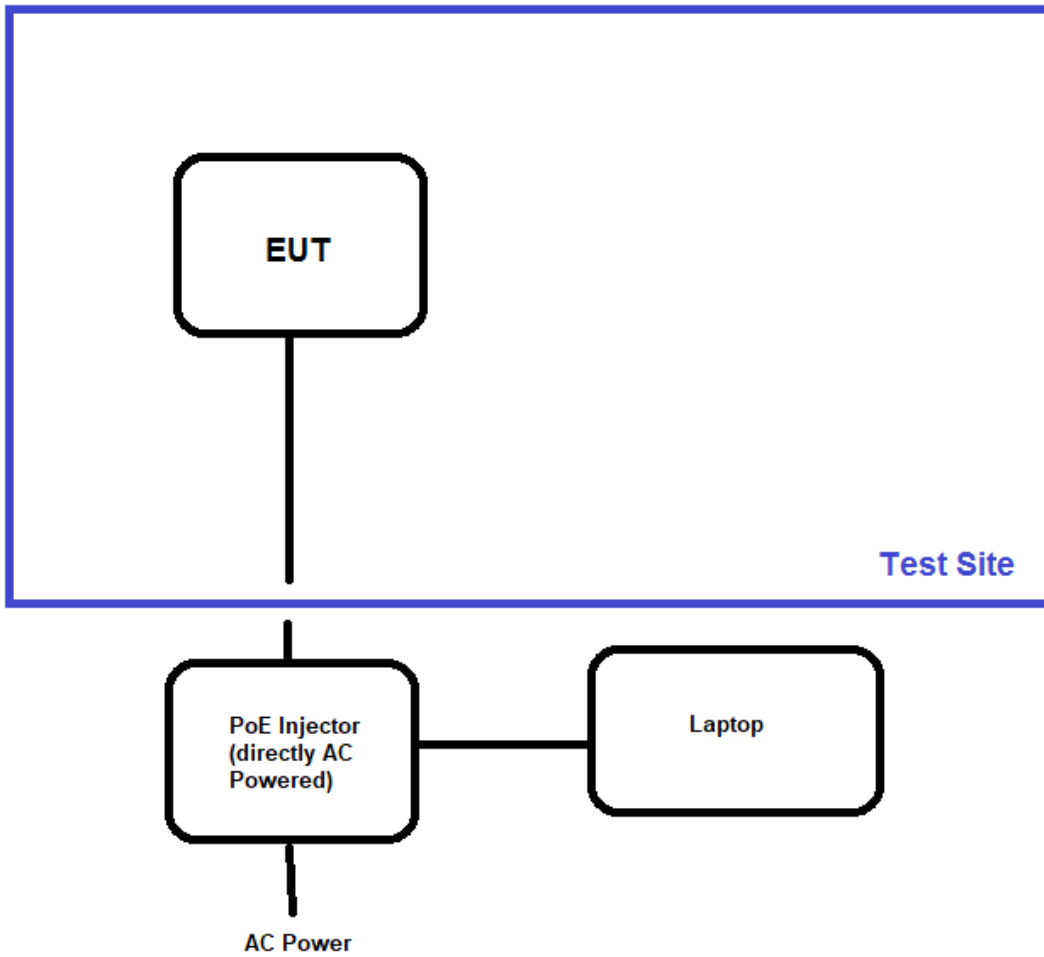 EUT
Test Site
PoE Injector
(directly AC
Powered)
Laptop
AC Power